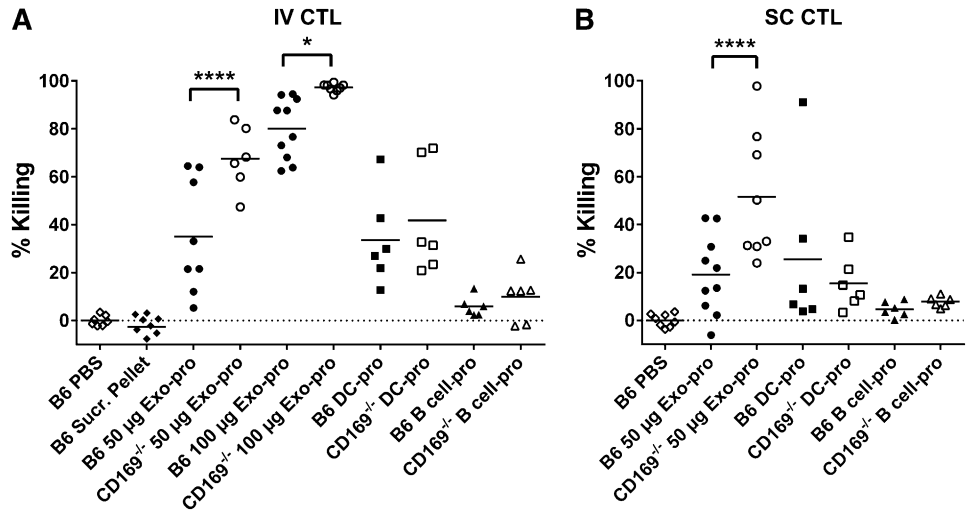 A
IV CTL
% Killing
100
80
60
40
20
0
****
*
B6 PBS
B6 Sucr. Pellet
B6 50 µg Exo-pro
CD169-/- 50 µg Exo-pro
B6 100 µg Exo-pro
CD169-/- 100 µg Exo-pro
B6 DC-pro
CD169-/- DC-pro
B6 B cell-pro
CD169-/- B cell-pro
B
SC CTL
% Killing
100
80
60
40
20
0
****
B6 PBS
B6 50 µg Exo-pro
CD169-/- 50 µg Exo-pro
B6 DC-pro
CD169-/- DC-pro
B6 B cell-pro
CD169-/- B cell-pro